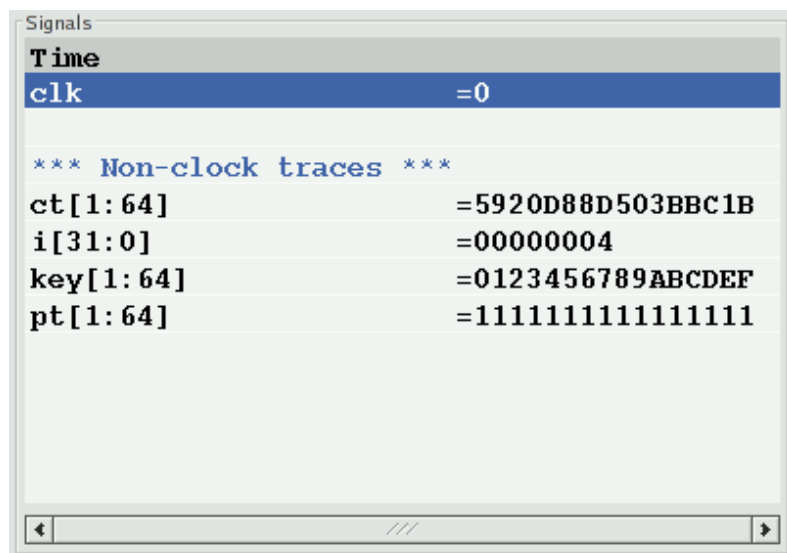 Signals
Time
clk =0
*** Non-clock traces ***
ct[1:64] =5920D88D503BBC1B
i[31:0] =00000004
key[1:64] =0123456789ABCDEF
pt[1:64] =1111111111111111